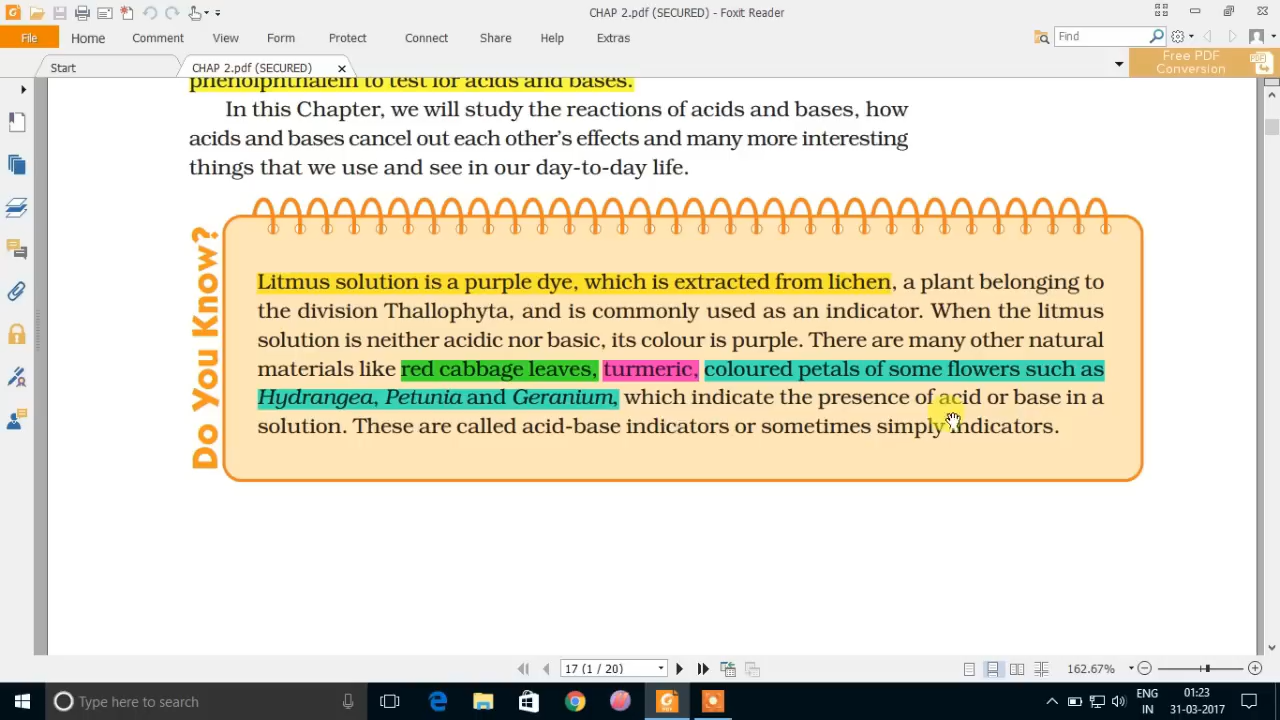 CHAP 2.pdf (SECURED) - Foxit Reader
File Home Comment View Form Protect Connect Share Help Extras
Find
Start
CHAP 2.pdf (SECURED)
Free PDF
Conversion
phenolphthalein to test for acids and bases.
In this Chapter, we will study the reactions of acids and bases, how
acids and bases cancel out each other's effects and many more interesting
things that we use and see in our day-to-day life.
Do You Know?
Litmus solution is a purple dye, which is extracted from lichen, a plant belonging to
the division Thallophyta, and is commonly used as an indicator. When the litmus
solution is neither acidic nor basic, its colour is purple. There are many other natural
materials like red cabbage leaves, turmeric, coloured petals of some flowers such as
Hydrangea, Petunia and Geranium, which indicate the presence of acid or base in a
solution. These are called acid-base indicators or sometimes simply indicators.
17 (1 / 20)
162.67%
Type here to search
ENG
IN
01:23
31-03-2017